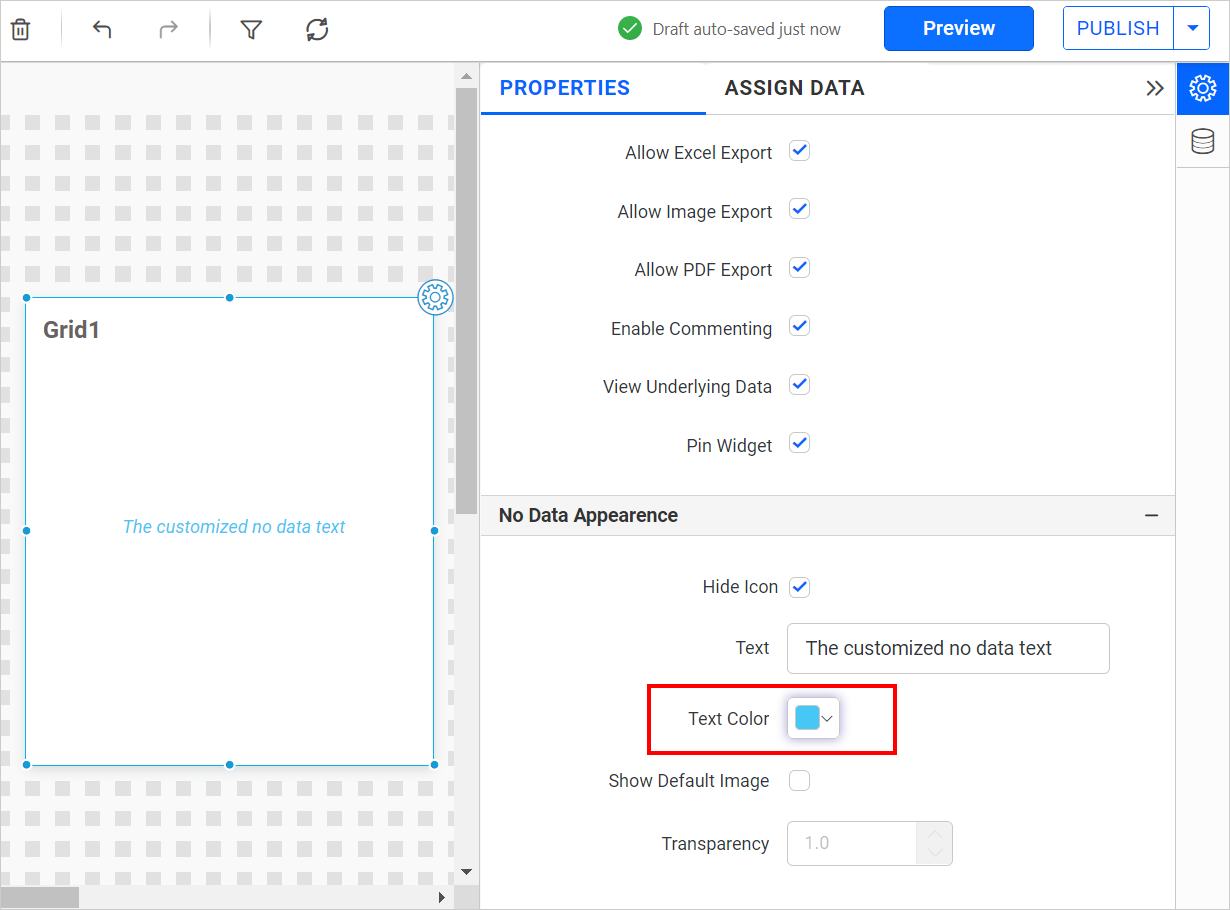 Draft auto-saved just now
Preview
PUBLISH
PROPERTIES
ASSIGN DATA
Allow Excel Export
Allow Image Export
Allow PDF Export
Enable Commenting
View Underlying Data
Pin Widget
Grid1
The customized no data text
No Data Appearence
Hide Icon
Text The customized no data text
Text Color
Show Default Image
Transparency 1.0